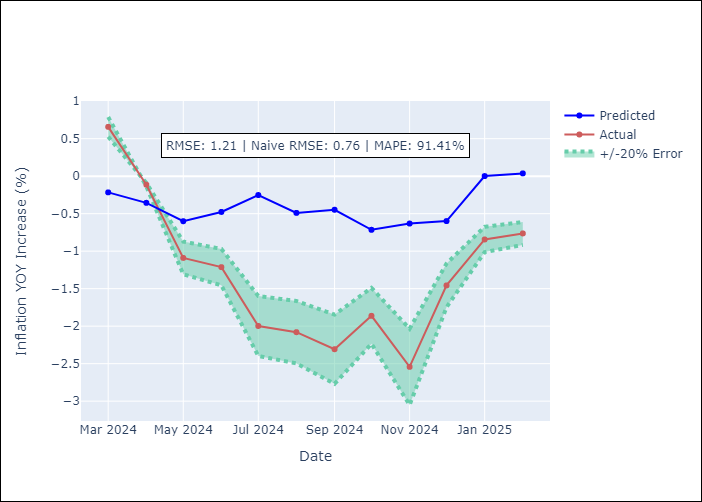 RMSE: 1.21 | Naive RMSE: 0.76 | MAPE: 91.41%
Predicted
Actual
+/-20% Error
Inflation YOY Increase (%)
1
0.5
0
−0.5
−1
−1.5
−2
−2.5
−3
Mar 2024
May 2024
Jul 2024
Sep 2024
Nov 2024
Jan 2025
Date